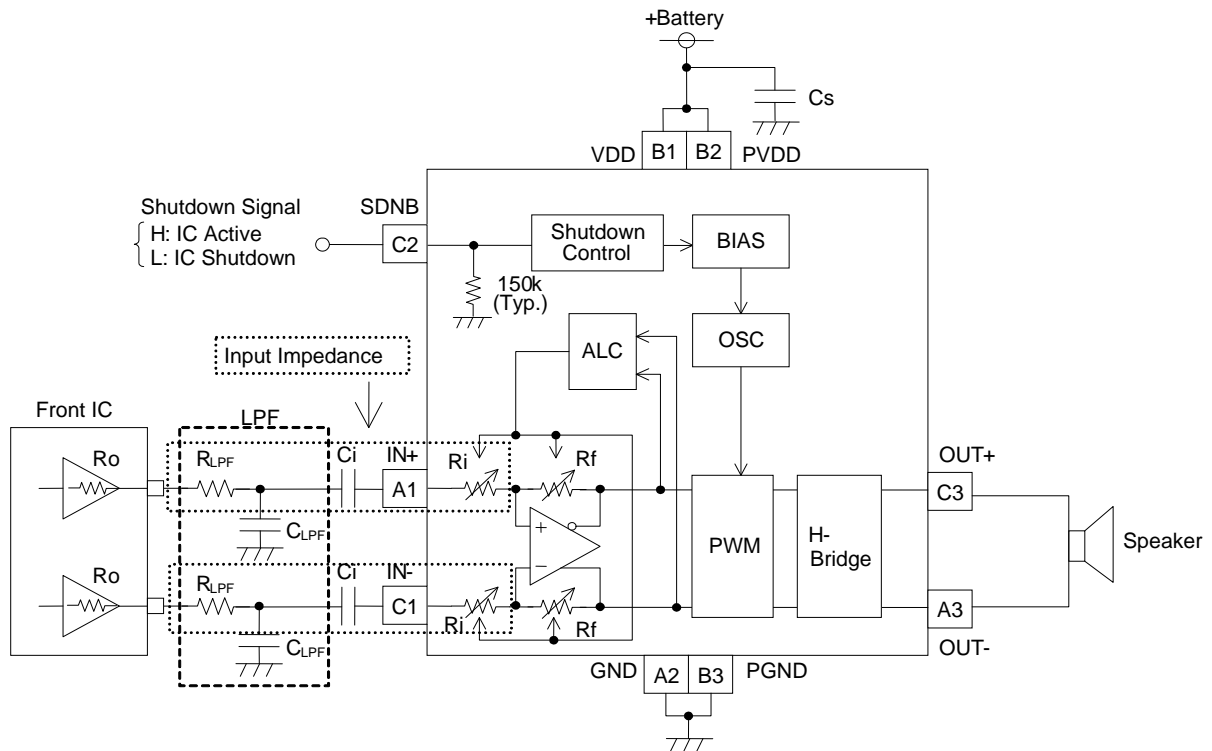 +Battery
Cs
VDD
B1
B2
PVDD
Shutdown Signal
H: IC Active
L: IC Shutdown
SDNB
C2
Shutdown
Control
BIAS
150k
(Typ.)
OSC
ALC
Input Impedance
Front IC
LPF
Ro
RLPF
Ci
IN+
A1
Ri
Rf
CLPF
+
-
PWM
H-
Bridge
OUT+
C3
Speaker
Ro
RLPF
Ci
IN-
C1
Ri
Rf
CLPF
A3
OUT-
GND
A2
B3
PGND